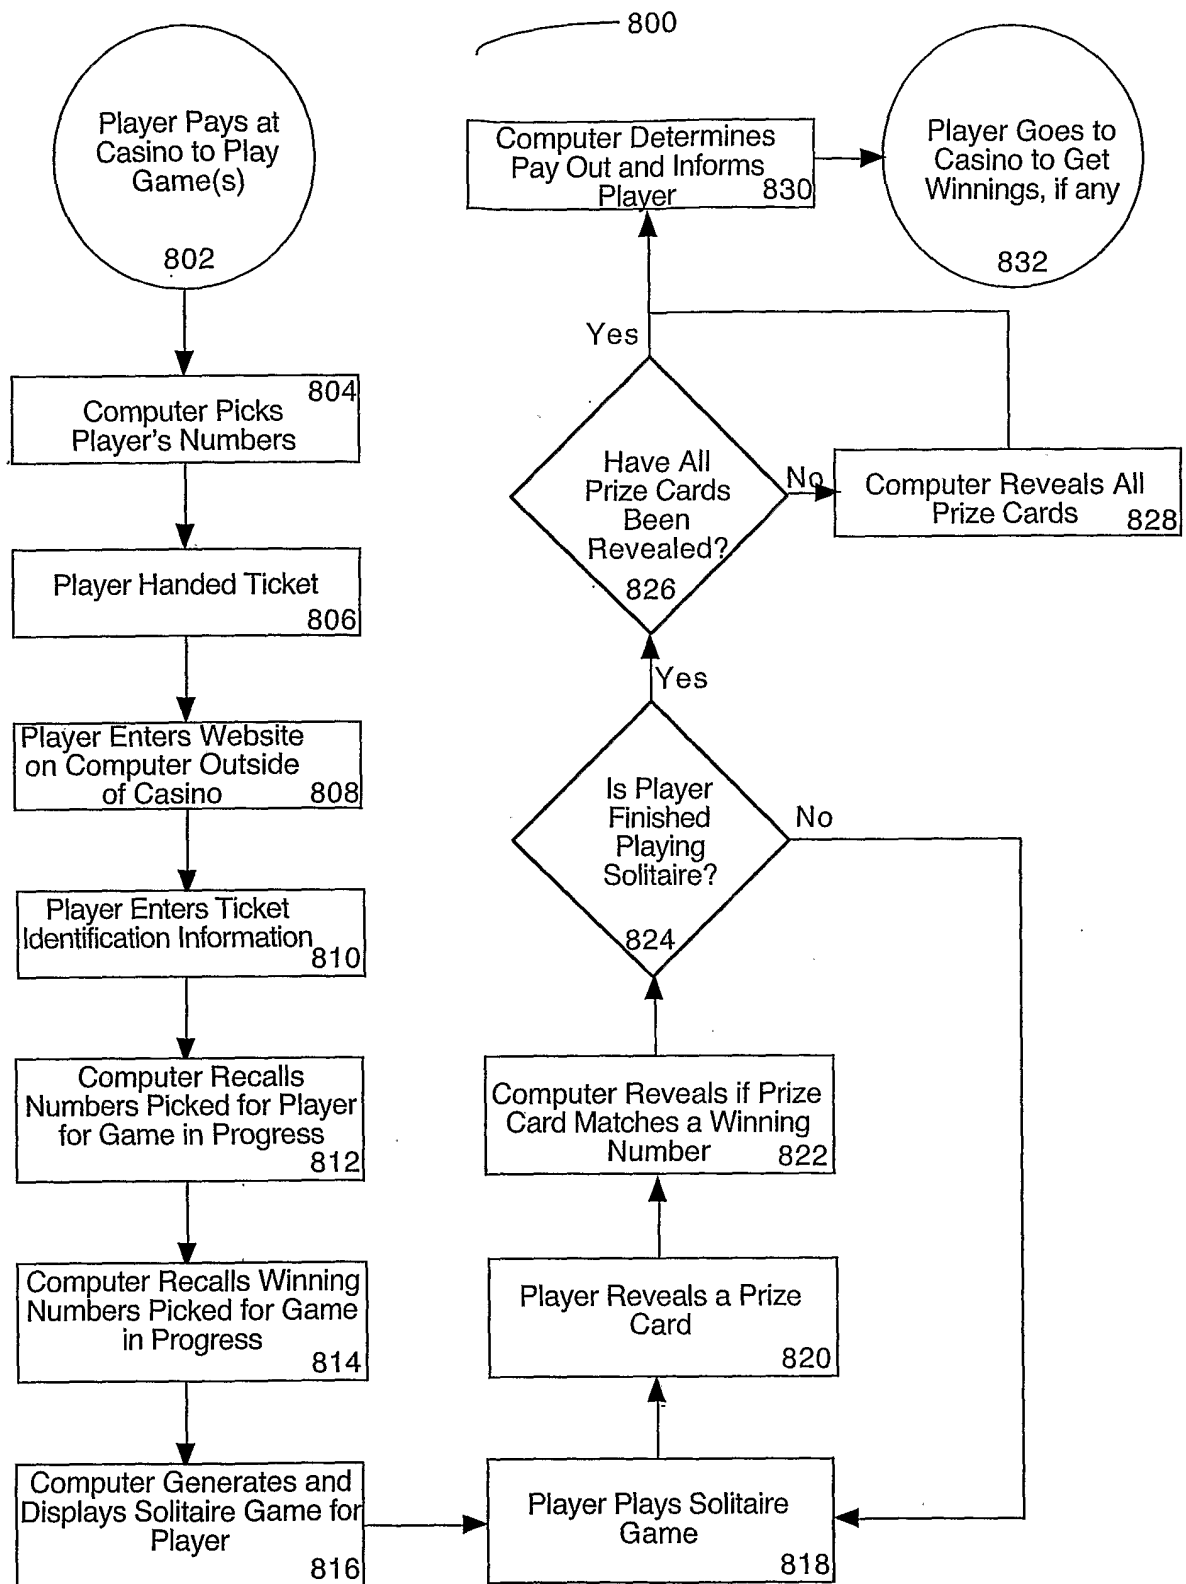 800
Player Pays at
Casino to Play
Game(s)
802
804
Computer Picks
Player's Numbers
Player Handed Ticket
806
Player Enters Website
on Computer Outside
of Casino
808
Player Enters Ticket
Identification Information
810
Computer Recalls
Numbers Picked for Player
for Game in Progress
812
Computer Recalls Winning
Numbers Picked for Game
in Progress
814
Computer Generates and
Displays Solitaire Game for
Player
816
Player Plays Solitaire
Game
818
Player Reveals a Prize
Card
820
Computer Reveals if Prize
Card Matches a Winning
Number
822
Is Player
Finished
Playing
Solitaire?
824
No
Yes
Have All
Prize Cards
Been
Revealed?
826
No
Computer Reveals All
Prize Cards
828
Yes
Computer Determines
Pay Out and Informs
Player
830
Player Goes to
Casino to Get
Winnings, if any
832